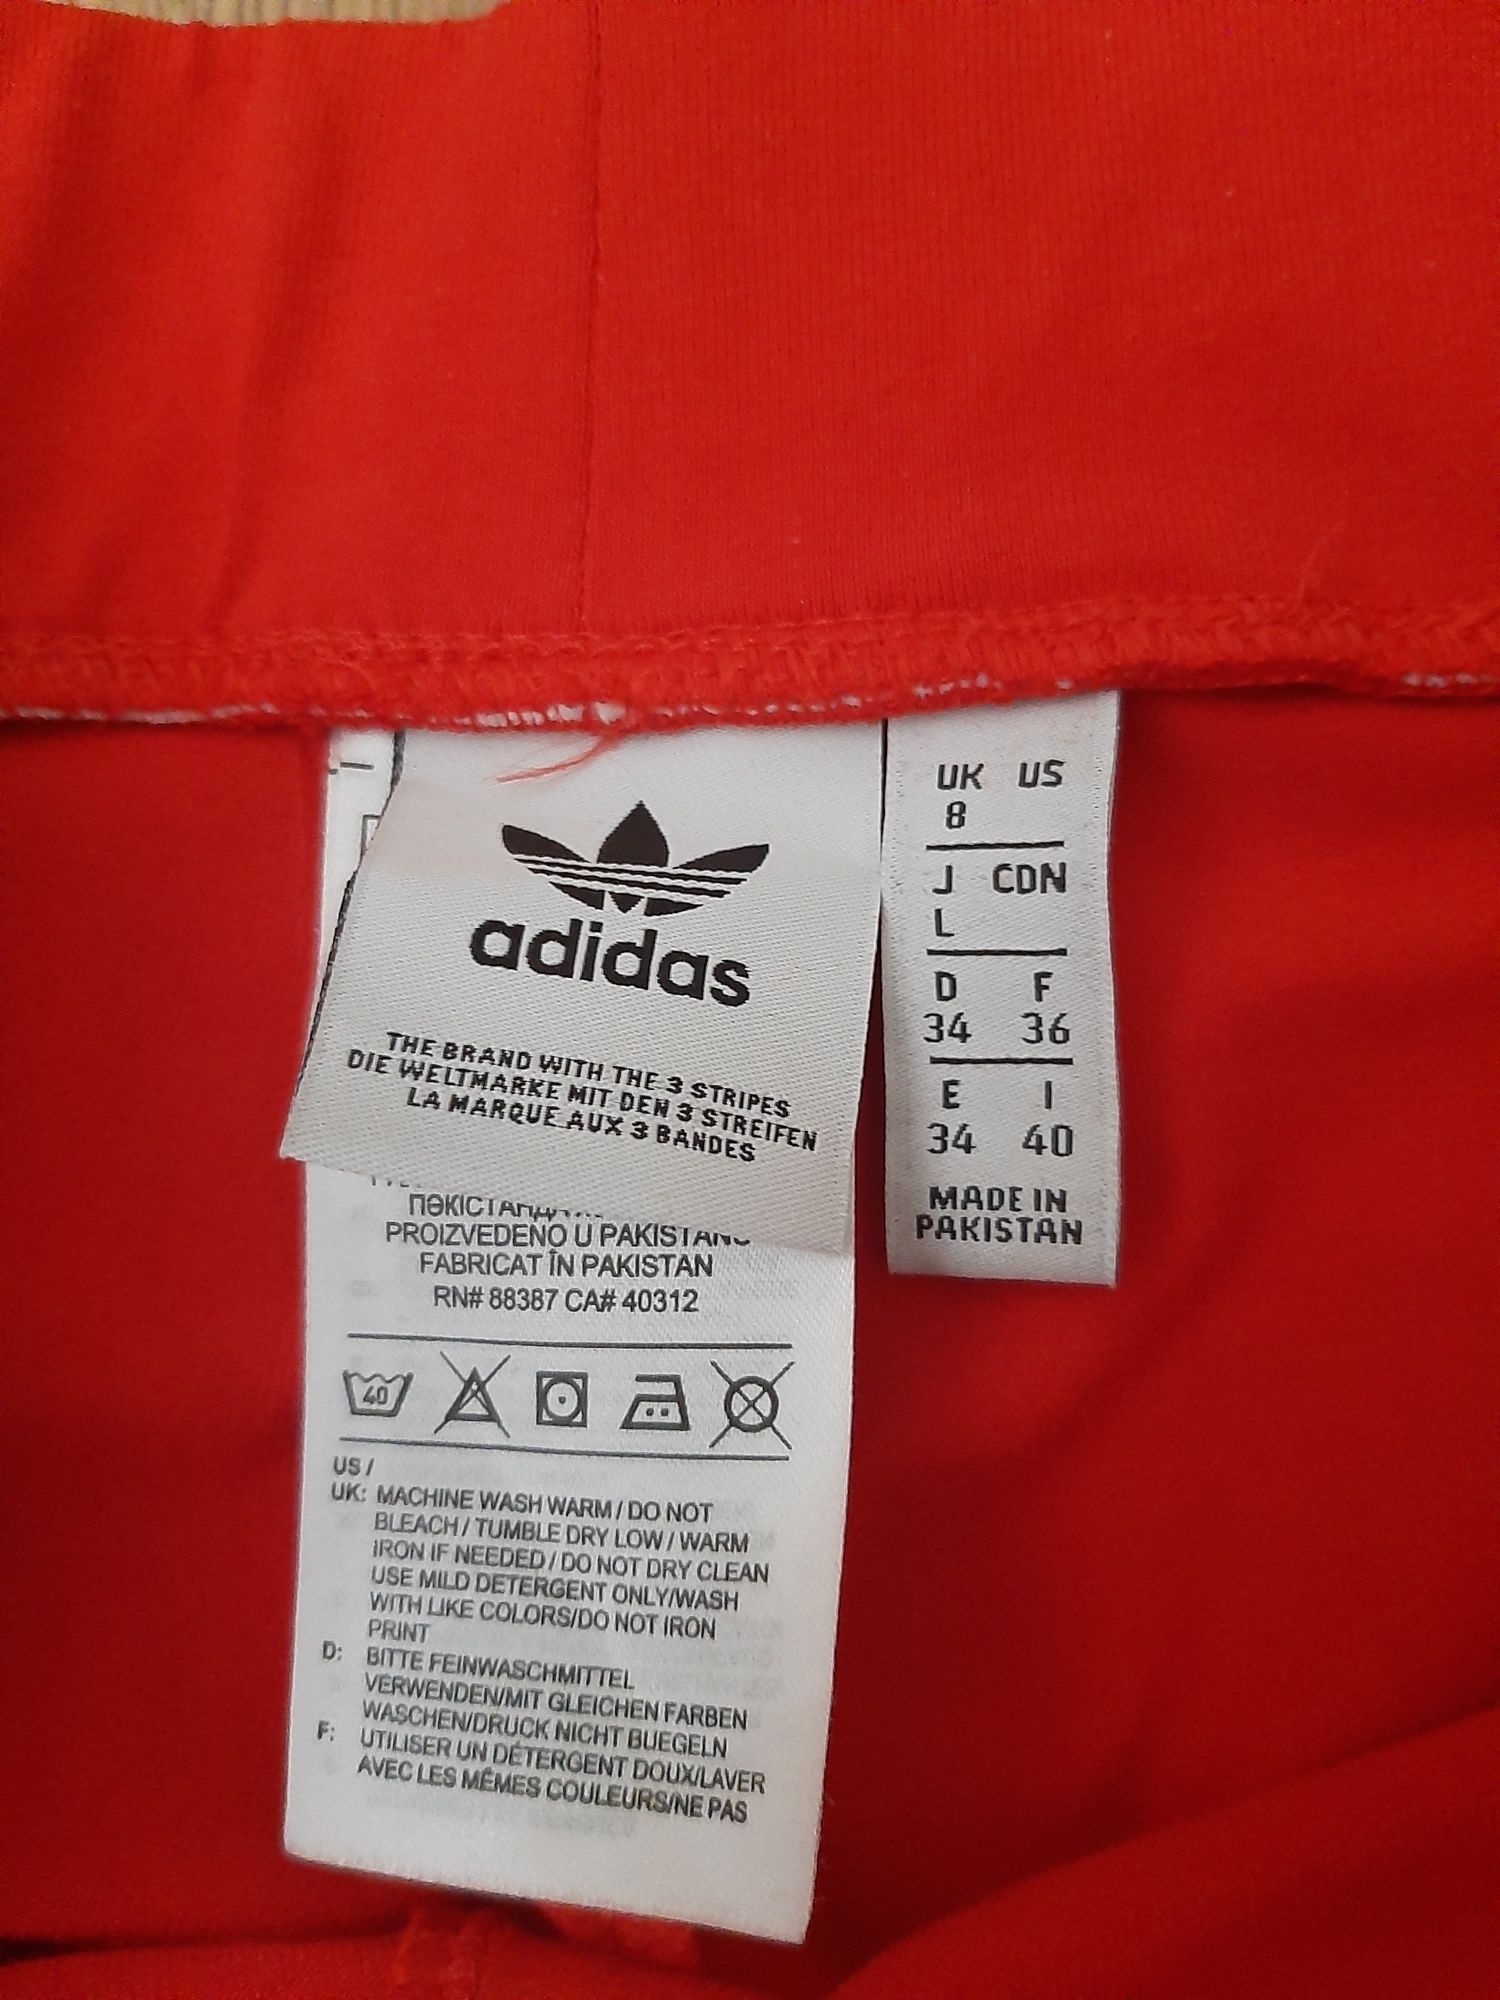 adidas
THE BRAND WITH THE 3 STRIPES
DIE WELTMARKE MIT DEN 3 STREIFEN
LA MARQUE AUX 3 BANDES
UK US
8
J CDN
L
D F
34 36
E I
34 40
MADE IN
PAKISTAN
PROIZVEDENO U PAKISTANU
FABRICAT ÎN PAKISTAN
RN# 88387 CA# 40312
40
US /
UK: MACHINE WASH WARM / DO NOT
BLEACH / TUMBLE DRY LOW / WARM
IRON IF NEEDED / DO NOT DRY CLEAN
USE MILD DETERGENT ONLY/WASH
WITH LIKE COLORS/DO NOT IRON
PRINT
D: BITTE FEINWASCHMITTEL
VERWENDEN/MIT GLEICHEN FARBEN
WASCHEN/DRUCK NICHT BUEGELN
F: UTILISER UN DÉTERGENT DOUX/LAVER
AVEC LES MÊMES COULEURS/NE PAS